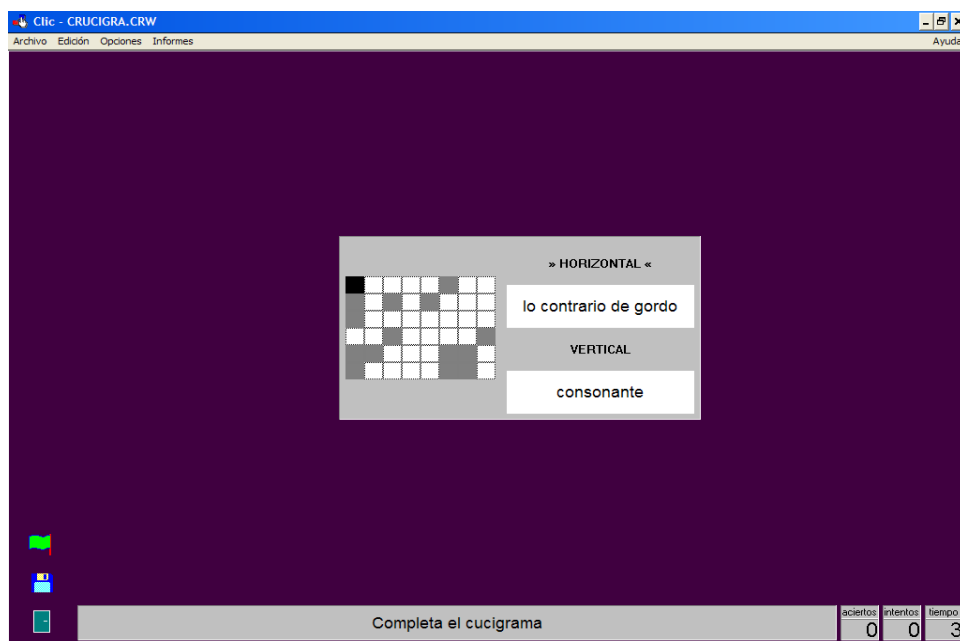 Clic - CRUCIGRA.CRW
Archivo Edición Opciones Informes Ayuda
» HORIZONTAL «
lo contrario de gordo
VERTICAL
consonante
Completa el cucigrama
aciertos intentos tiempo
0 0 3